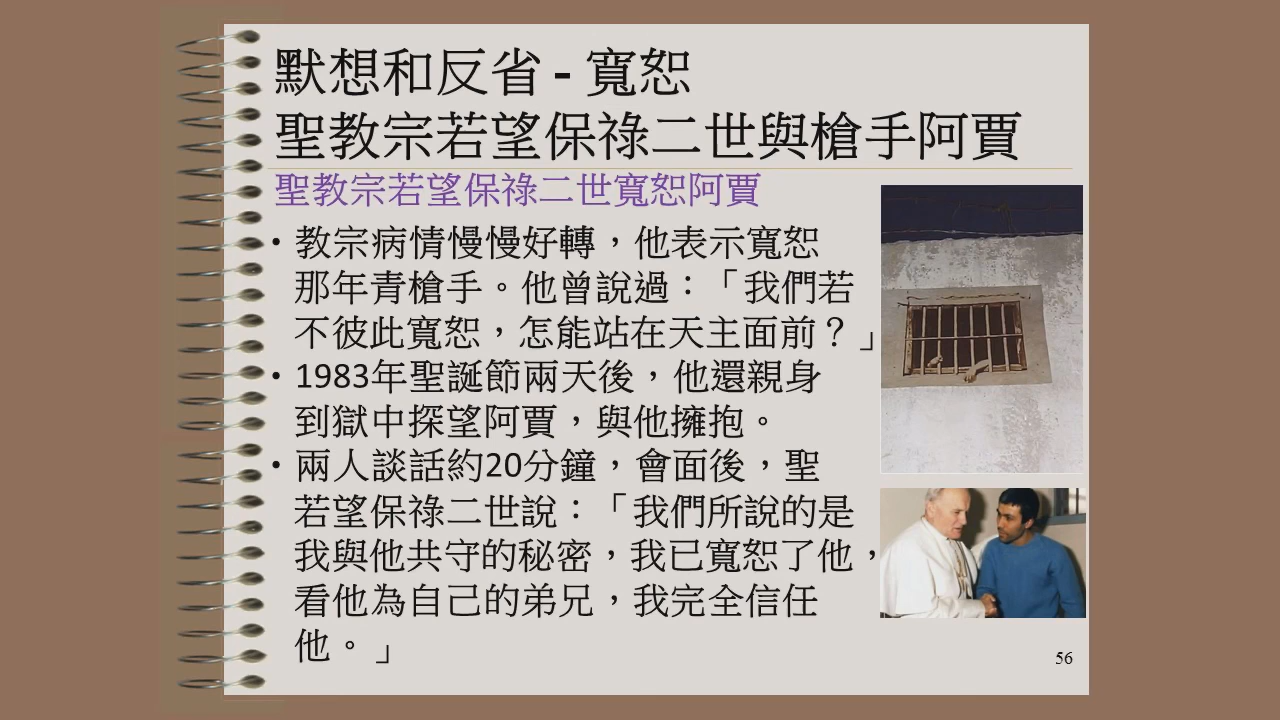 默想和反省 - 寬恕
聖教宗若望保祿二世與槍手阿賈
聖教宗若望保祿二世寬恕阿賈
• 教宗病情慢慢好轉，他表示寬恕
那年青槍手。他曾說過：「我們若
不彼此寬恕，怎能站在天主面前？」
• 1983年聖誕節兩天後，他還親身
到獄中探望阿賈，與他擁抱。
• 兩人談話約20分鐘，會面後，聖
若望保祿二世說：「我們所說的是
我與他共守的秘密，我已寬恕了他，
看他為自己的弟兄，我完全信任
他。」
56